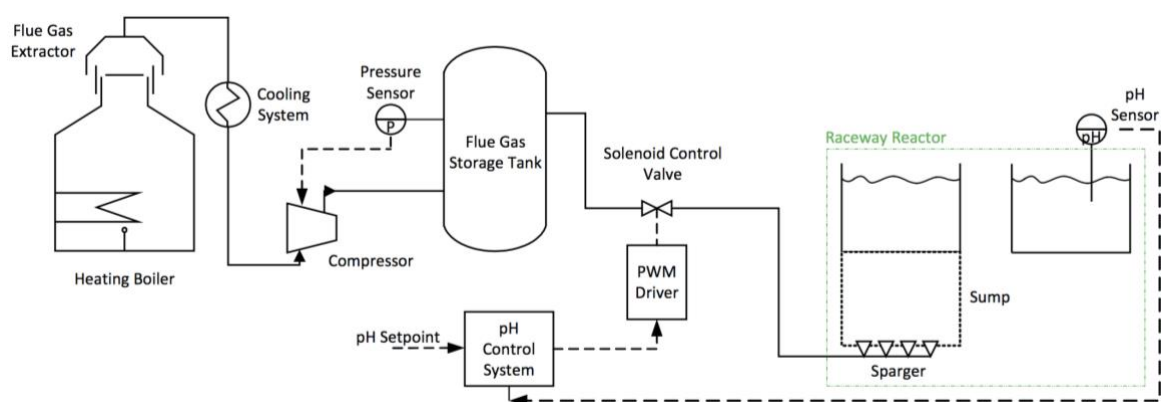 Flue Gas
Extractor
Cooling
System
Pressure
Sensor
P
Flue Gas
Storage Tank
Compressor
Heating Boiler
Solenoid Control
Valve
PWM
Driver
pH Setpoint
pH
Control
System
pH
Sensor
pH
Raceway Reactor
Sump
Sparger